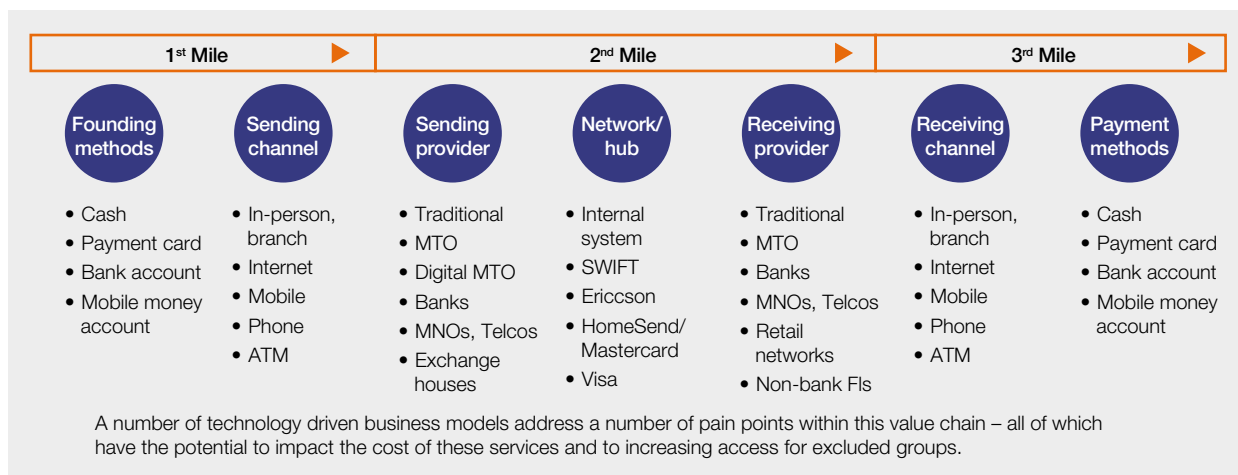 1st Mile
2nd Mile
3rd Mile
Founding
methods
Sending
channel
Sending
provider
Network/
hub
Receiving
provider
Receiving
channel
Payment
methods
• Cash
• Payment card
• Bank account
• Mobile money
account
• In-person,
branch
• Internet
• Mobile
• Phone
• ATM
• Traditional
• MTO
• Digital MTO
• Banks
• MNOs, Telcos
• Exchange
houses
• Internal
system
• SWIFT
• Ericcson
• HomeSend/
Mastercard
• Visa
• Traditional
• MTO
• Banks
• MNOs, Telcos
• Retail
networks
• Non-bank FIs
• In-person,
branch
• Internet
• Mobile
• Phone
• ATM
• Cash
• Payment card
• Bank account
• Mobile money
account
A number of technology driven business models address a number of pain points within this value chain – all of which
have the potential to impact the cost of these services and to increasing access for excluded groups.